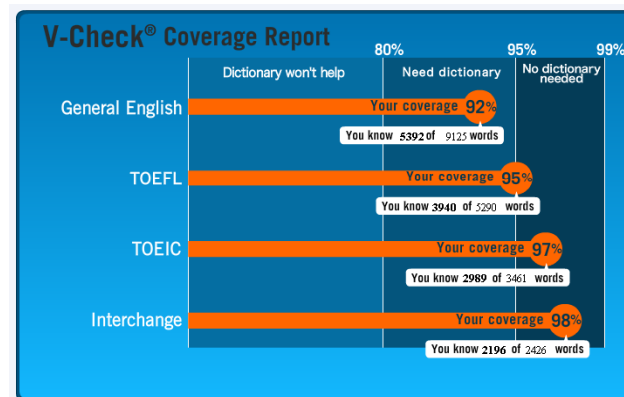 V-Check® Coverage Report
80% 95% 99%
Dictionary won't help Need dictionary No dictionary needed
General English Your coverage 92%
You know 5392 of 9125 words
TOEFL Your coverage 95%
You know 3940 of 5290 words
TOEIC Your coverage 97%
You know 2989 of 3461 words
Interchange Your coverage 98%
You know 2196 of 2426 words